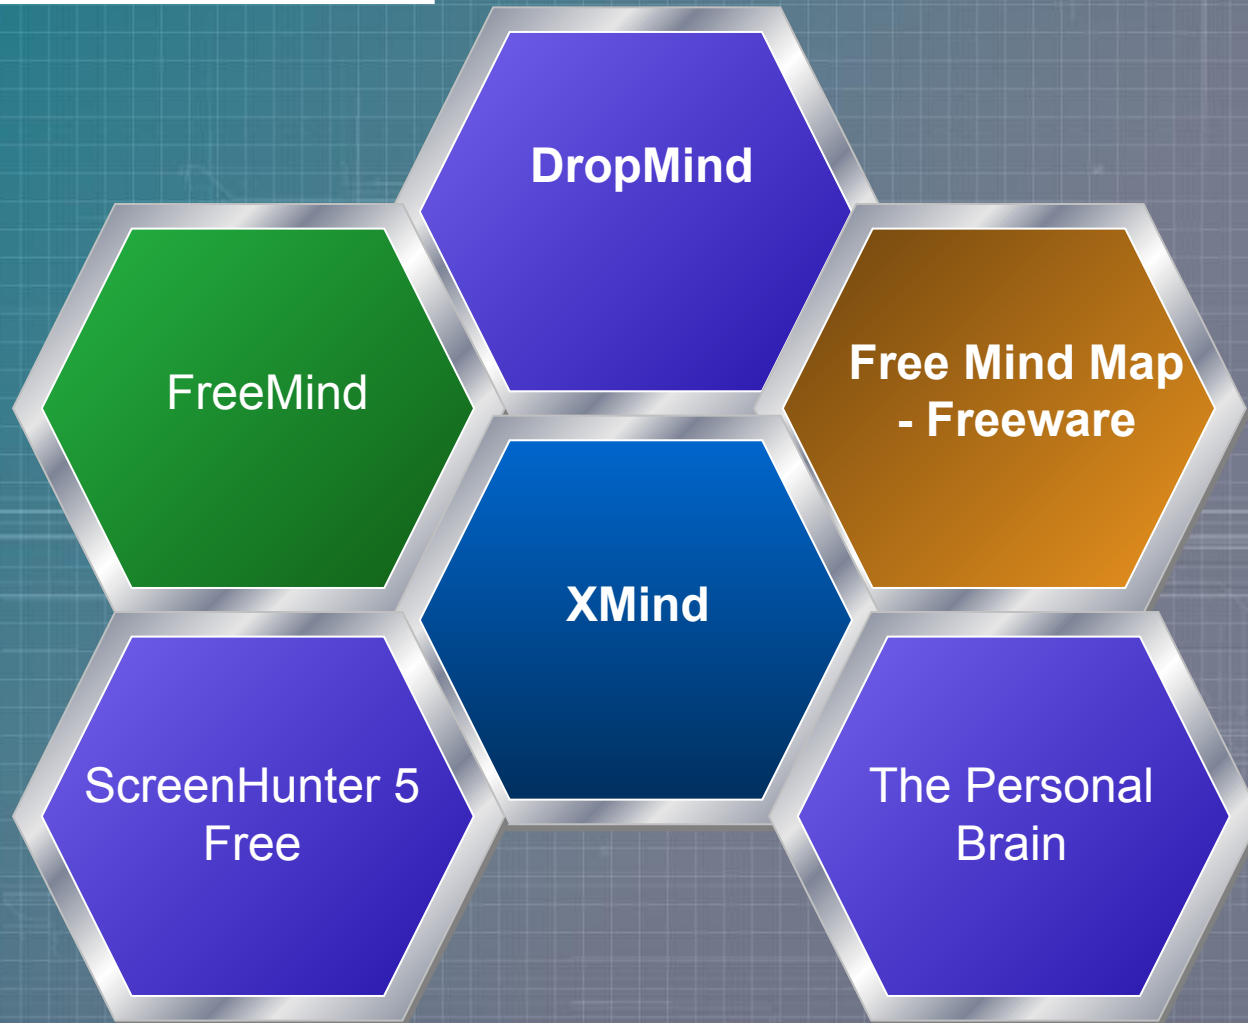 DropMind
FreeMind
Free Mind Map
- Freeware
XMind
ScreenHunter 5
Free
The Personal
Brain